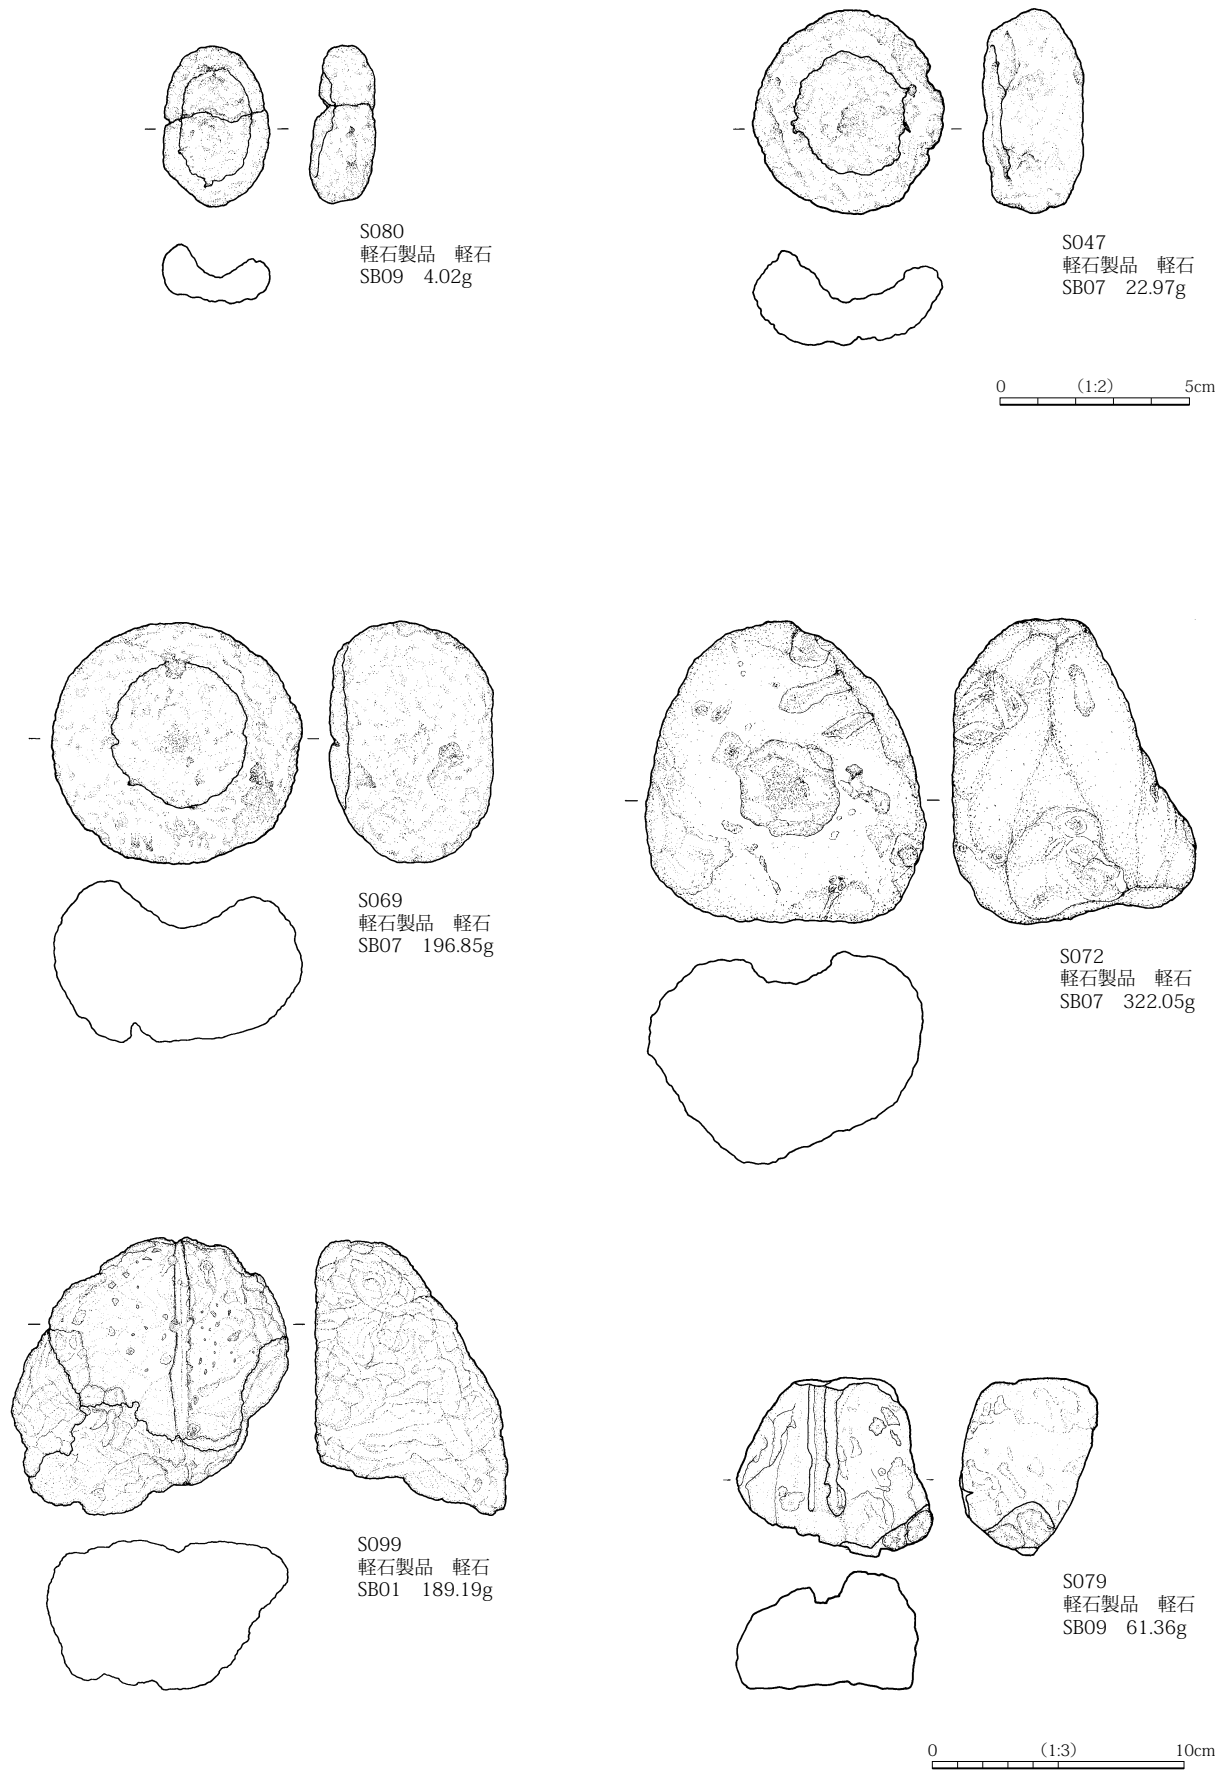 S080
軽石製品　軽石
SB09　4.02g
S047
軽石製品　軽石
SB07　22.97g
0　(1:2)　5cm
S069
軽石製品　軽石
SB07　196.85g
S072
軽石製品　軽石
SB07　322.05g
S099
軽石製品　軽石
SB01　189.19g
S079
軽石製品　軽石
SB09　61.36g
0　(1:3)　10cm